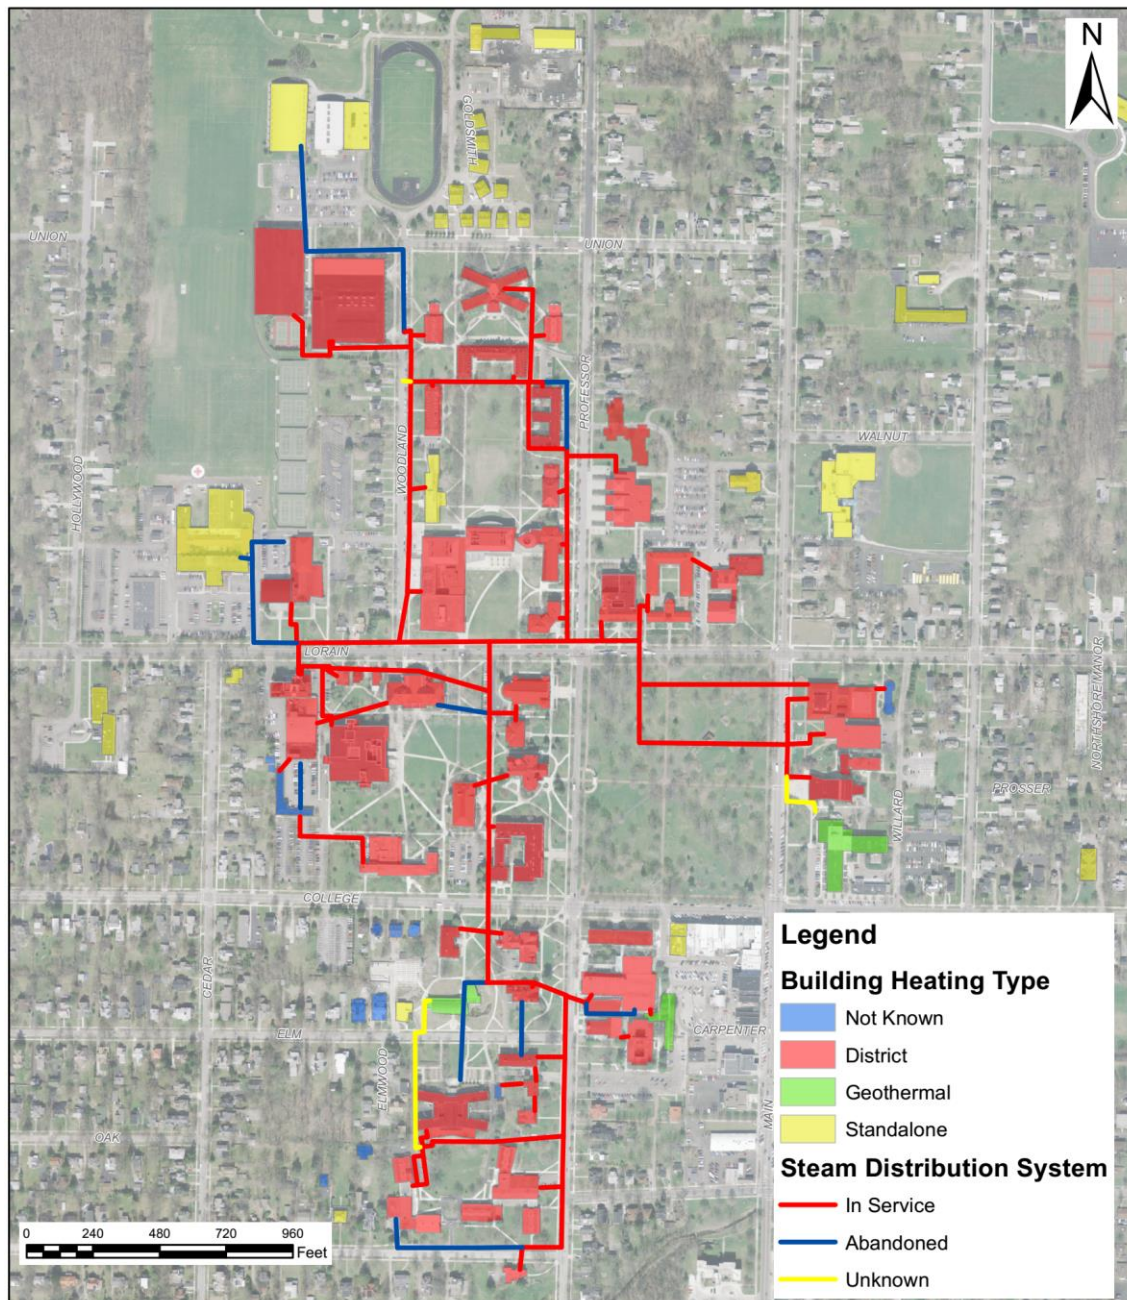 N
GOLDSMITH
UNION
UNION
PROFESSOR
WALNUT
WOODLAND
HOLLYWOOD
LORAIN
NORTHSHORE MANOR
PROSSER
WILLARD
COLLEGE
CEDAR
ELM
CARPENTER
ELMWOOD
MAIN
OAK
Legend
Building Heating Type
Not Known
District
Geothermal
Standalone
Steam Distribution System
In Service
Abandoned
Unknown
0 240 480 720 960
Feet